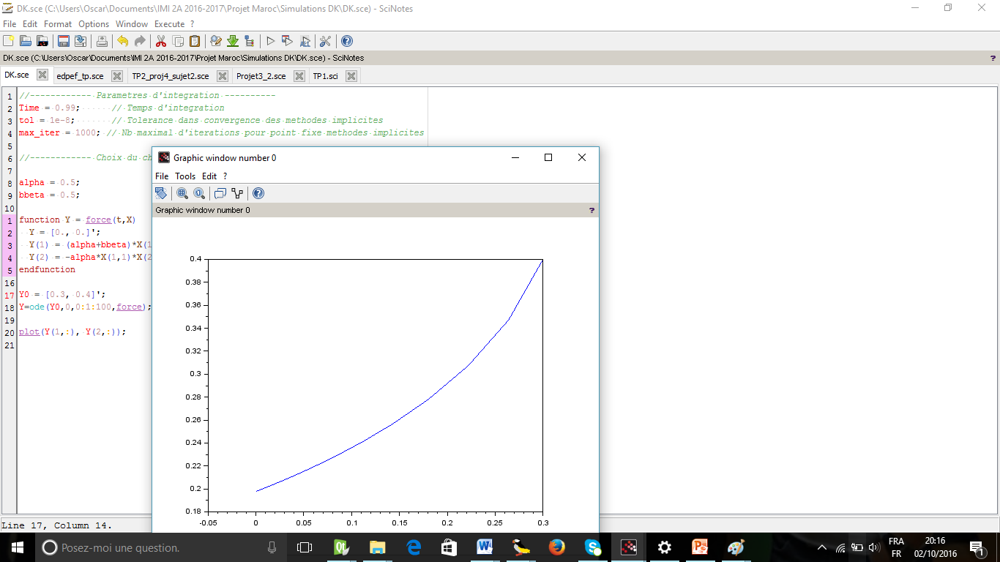 DK.sce (C:\Users\Oscar\Documents\IMI 2A 2016-2017\Projet Maroc\Simulations DK\DK.sce) - SciNotes
File Edit Format Options Window Execute ?
DK.sce (C:\Users\Oscar\Documents\IMI 2A 2016-2017\Projet Maroc\Simulations DK\DK.sce) - SciNotes ?
DK.sce edpef_tp.sce TP2_proj4_sujet2.sce Projet3_2.sce TP1.sci
1 //------------ Parametres d'integration ----------
2 Time = 0.99; // Temps d'integration
3 tol = 1e-8; // Tolerance dans convergence des methodes implicites
4 max_iter = 1000; // Nb maximal d'iterations pour point fixe methodes implicites
5
6 //------------ Choix du ch
7
8 alpha = 0.5;
9 bbeta = 0.5;
10
1 function Y = force(t,X)
2 Y = [0., 0.]';
3 Y(1) = (alpha+bbeta)*X(1
4 Y(2) = -alpha*X(1,1)*X(2
5 endfunction
16
17 Y0 = [0.3, 0.4]';
18 Y=ode(Y0,0,0:1:100,force);
19
20 plot(Y(1,:), Y(2,:));
21
Graphic window number 0
File Tools Edit ?
Graphic window number 0 ?
0.4
0.38
0.36
0.34
0.32
0.3
0.28
0.26
0.24
0.22
0.2
0.18
-0.05 0 0.05 0.1 0.15 0.2 0.25 0.3
Line 17, Column 14.
Posez-moi une question.
FRA
FR
20:16
02/10/2016
1